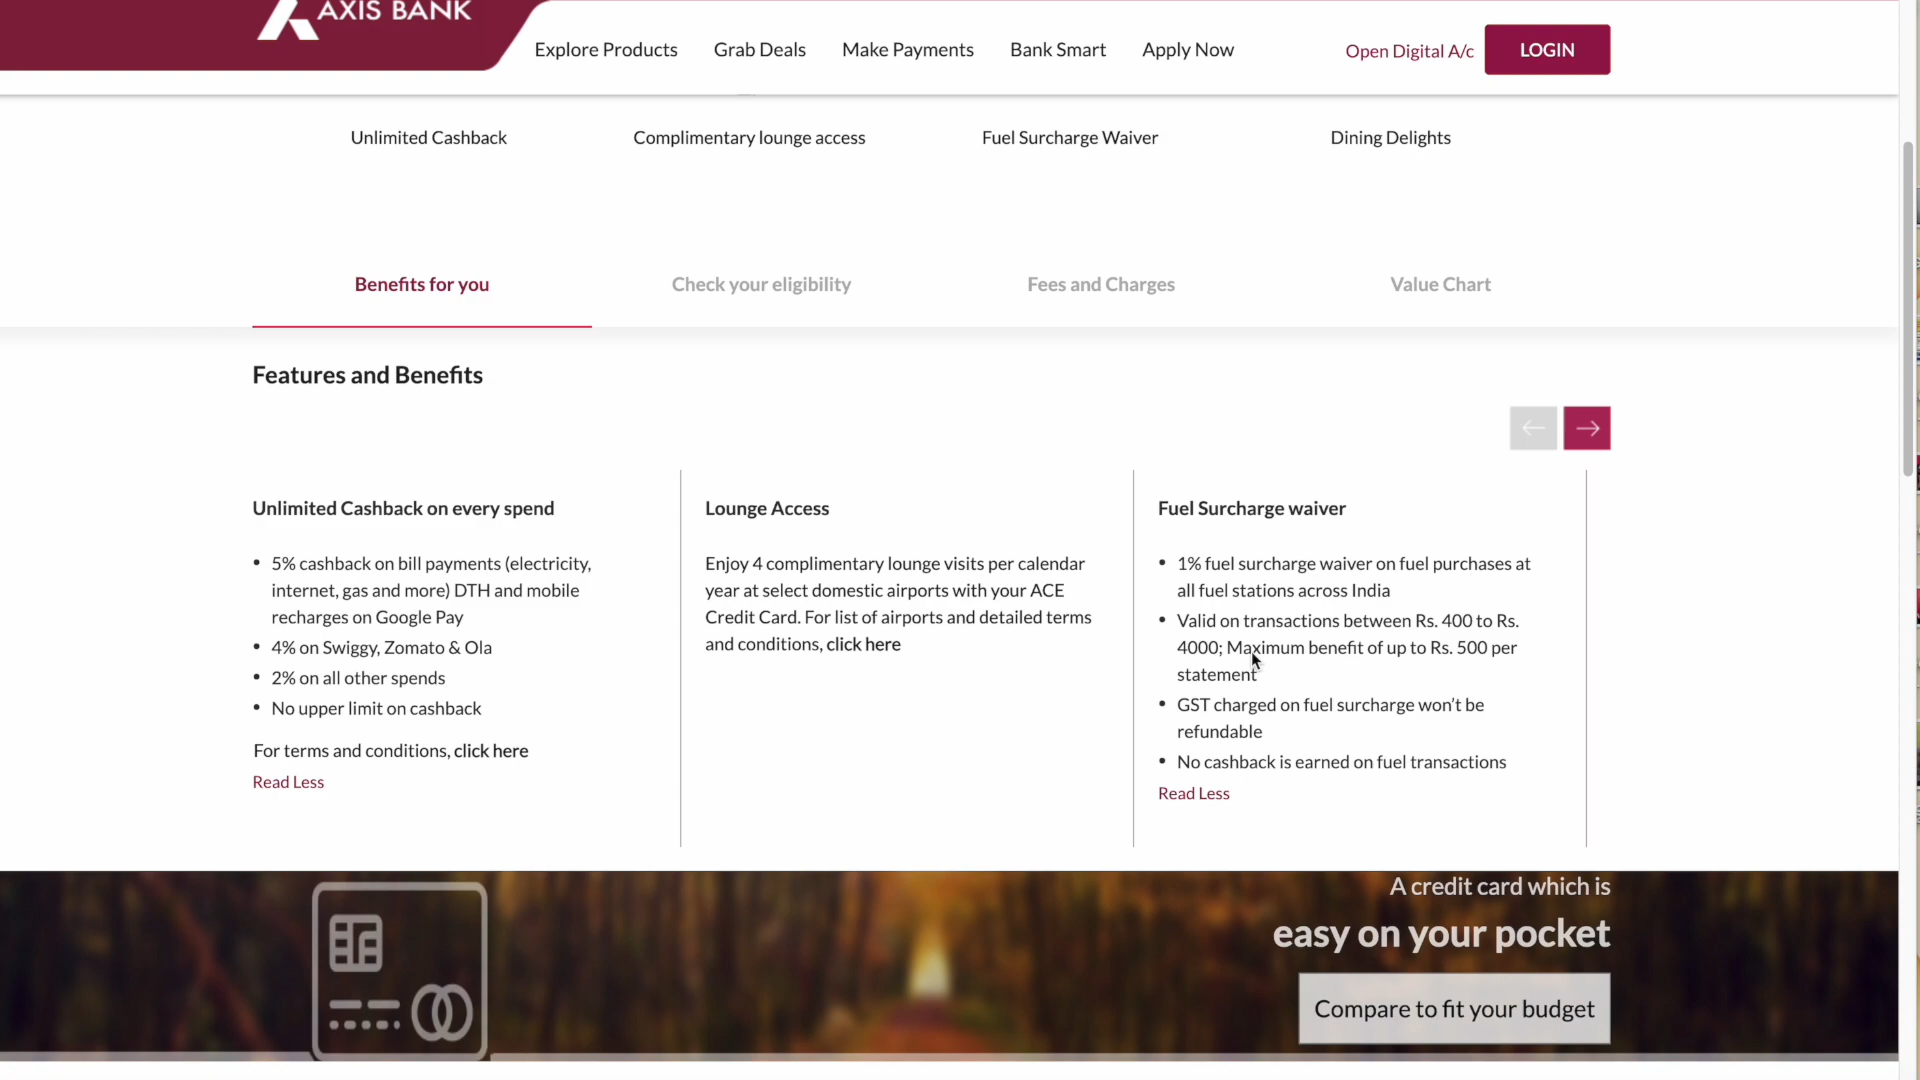 AXIS BANK
Explore Products
Grab Deals
Make Payments
Bank Smart
Apply Now
Open Digital A/c
LOGIN
Unlimited Cashback
Complimentary lounge access
Fuel Surcharge Waiver
Dining Delights
Benefits for you
Check your eligibility
Fees and Charges
Value Chart
Features and Benefits
Unlimited Cashback on every spend
• 5% cashback on bill payments (electricity,
internet, gas and more) DTH and mobile
recharges on Google Pay
• 4% on Swiggy, Zomato & Ola
• 2% on all other spends
• No upper limit on cashback
For terms and conditions, click here
Read Less
Lounge Access
Enjoy 4 complimentary lounge visits per calendar
year at select domestic airports with your ACE
Credit Card. For list of airports and detailed terms
and conditions, click here
Fuel Surcharge waiver
• 1% fuel surcharge waiver on fuel purchases at
all fuel stations across India
• Valid on transactions between Rs. 400 to Rs.
4000; Maximum benefit of up to Rs. 500 per
statement
• GST charged on fuel surcharge won’t be
refundable
• No cashback is earned on fuel transactions
Read Less
A credit card which is
easy on your pocket
Compare to fit your budget